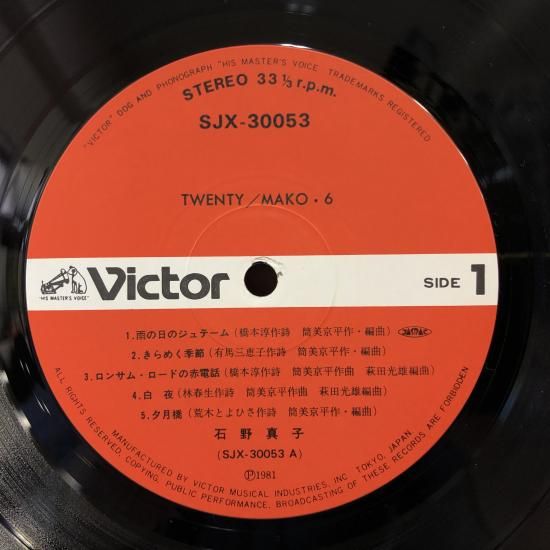 "VICTOR" DOG AND PHONOGRAPH "HIS MASTER'S VOICE" TRADEMARKS REGISTERED
STEREO 33 1/3 r.p.m.
SJX-30053
TWENTY／MAKO・6
"HIS MASTER'S VOICE"
Victor
SIDE 1
1.雨の日のジュテーム(橋本淳作詩 筒美京平作・編曲)
JASRAC
2.きらめく季節(有馬三恵子作詩 筒美京平作・編曲)
3.ロンサム・ロードの赤電話(橋本淳作詩 筒美京平作曲 萩田光雄編曲)
4.白 夜(林春生作詩 筒美京平作曲 萩田光雄編曲)
5.夕月橋(荒木とよひさ作詩 筒美京平作・編曲)
石野真子
(SJX-30053 A)
Ⓟ1981
ALL RIGHTS RESERVED. UNAUTHORIZED COPYING, PUBLIC PERFORMANCE, BROADCASTING OF THESE RECORDS ARE FORBIDDEN
MANUFACTURED BY VICTOR MUSICAL INDUSTRIES, INC. TOKYO, JAPAN